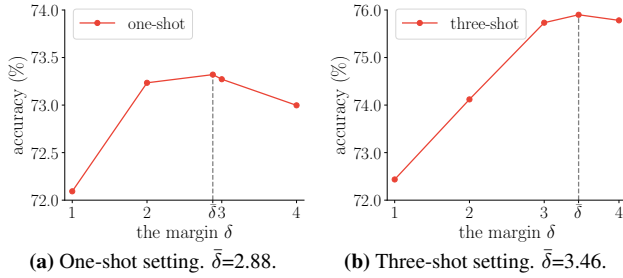 one-shot
accuracy (%)
74.0
73.5
73.0
72.5
72.0
1 2 δ̄ 3 4
the margin δ
(a) One-shot setting. δ̄=2.88.
three-shot
accuracy (%)
76.0
75.0
74.0
73.0
72.0
1 2 3 δ̄ 4
the margin δ
(b) Three-shot setting. δ̄=3.46.